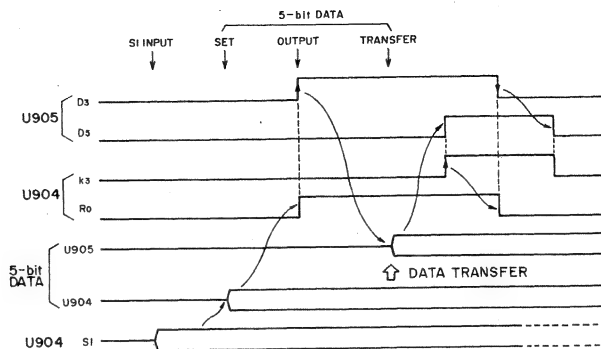 5-bit DATA
SI INPUT SET OUTPUT TRANSFER
U905
D3
D5
U904
k3
R0
5-bit DATA
U905
U904
DATA TRANSFER
U904 SI